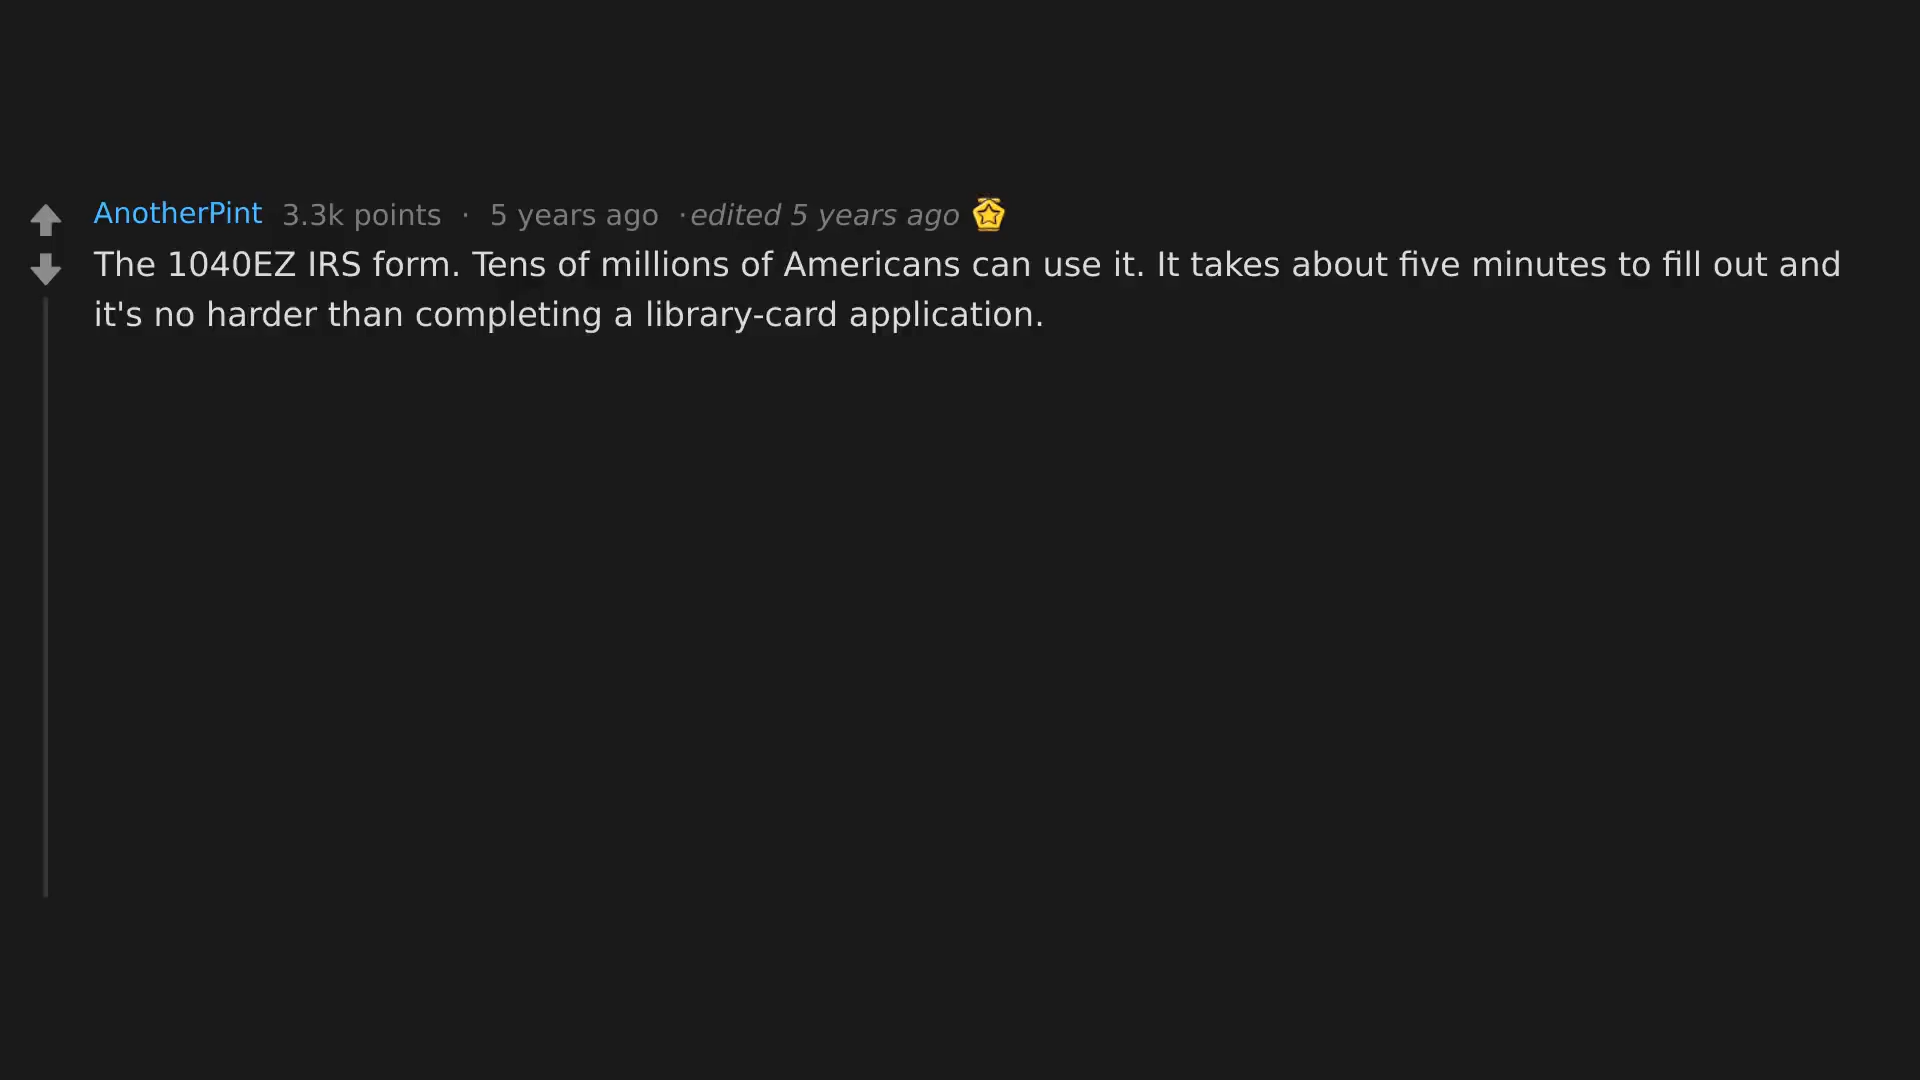 AnotherPint 3.3k points · 5 years ago ·edited 5 years ago
The 1040EZ IRS form. Tens of millions of Americans can use it. It takes about five minutes to fill out and
it's no harder than completing a library-card application.